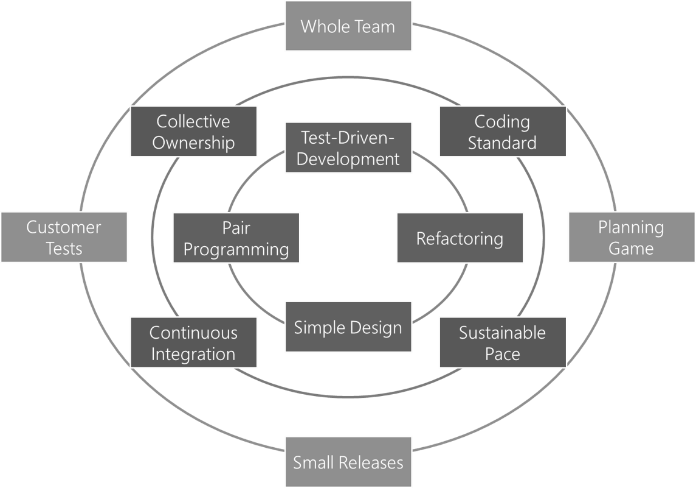 Whole Team
Collective
Ownership
Coding
Standard
Test-Driven-
Development
Customer
Tests
Pair
Programming
Refactoring
Planning
Game
Continuous
Integration
Simple Design
Sustainable
Pace
Small Releases